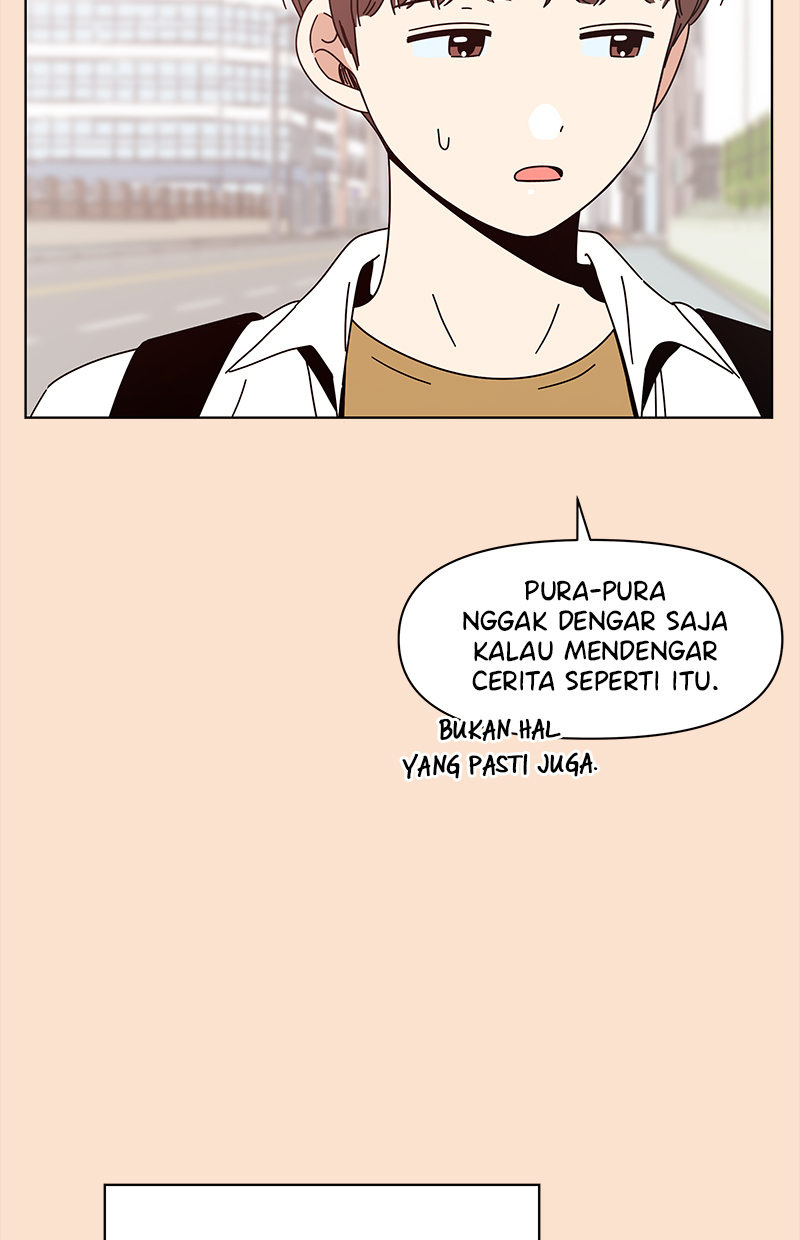 PURA-PURA
NGGAK DENGAR SAJA
KALAU MENDENGAR
CERITA SEPERTI ITU.
BUKAN HAL
YANG PASTI JUGA.